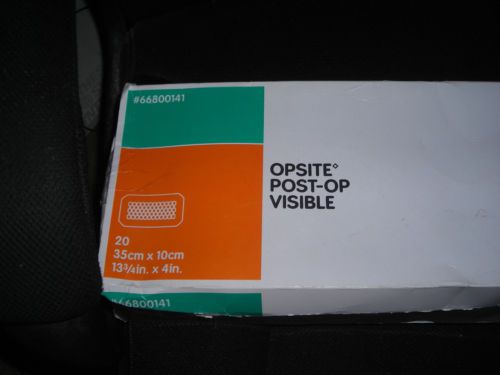 #66800141
OPSITE◇
POST-OP
VISIBLE
20
35cm x 10cm
13¾in. x 4in.
#66800141